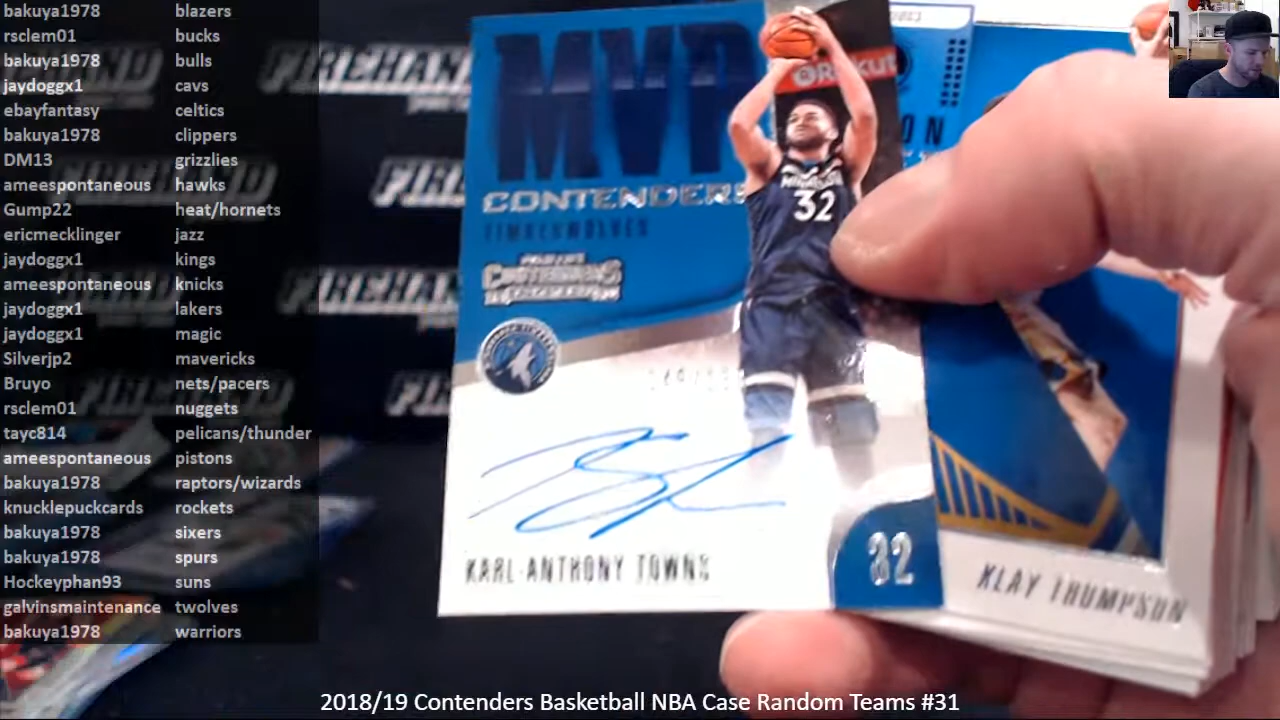 bakuya1978 blazers
rsclem01 bucks
bakuya1978 bulls
jaydoggx1 cavs
ebayfantasy celtics
bakuya1978 clippers
DM13 grizzlies
ameespontaneous hawks
Gump22 heat/hornets
ericmecklinger jazz
jaydoggx1 kings
ameespontaneous knicks
jaydoggx1 lakers
jaydoggx1 magic
Silverjp2 mavericks
Bruyo nets/pacers
rsclem01 nuggets
tayc814 pelicans/thunder
ameespontaneous pistons
bakuya1978 raptors/wizards
knucklepuckcards rockets
bakuya1978 sixers
bakuya1978 spurs
Hockeyphan93 suns
galvinsmaintenance twolves
bakuya1978 warriors
MVP
CONTENDERS
TIMBERWOLVES
PANINI
CONTENDERS
32
KARL-ANTHONY TOWNS
32
KLAY THOMPSON
2018/19 Contenders Basketball NBA Case Random Teams #31